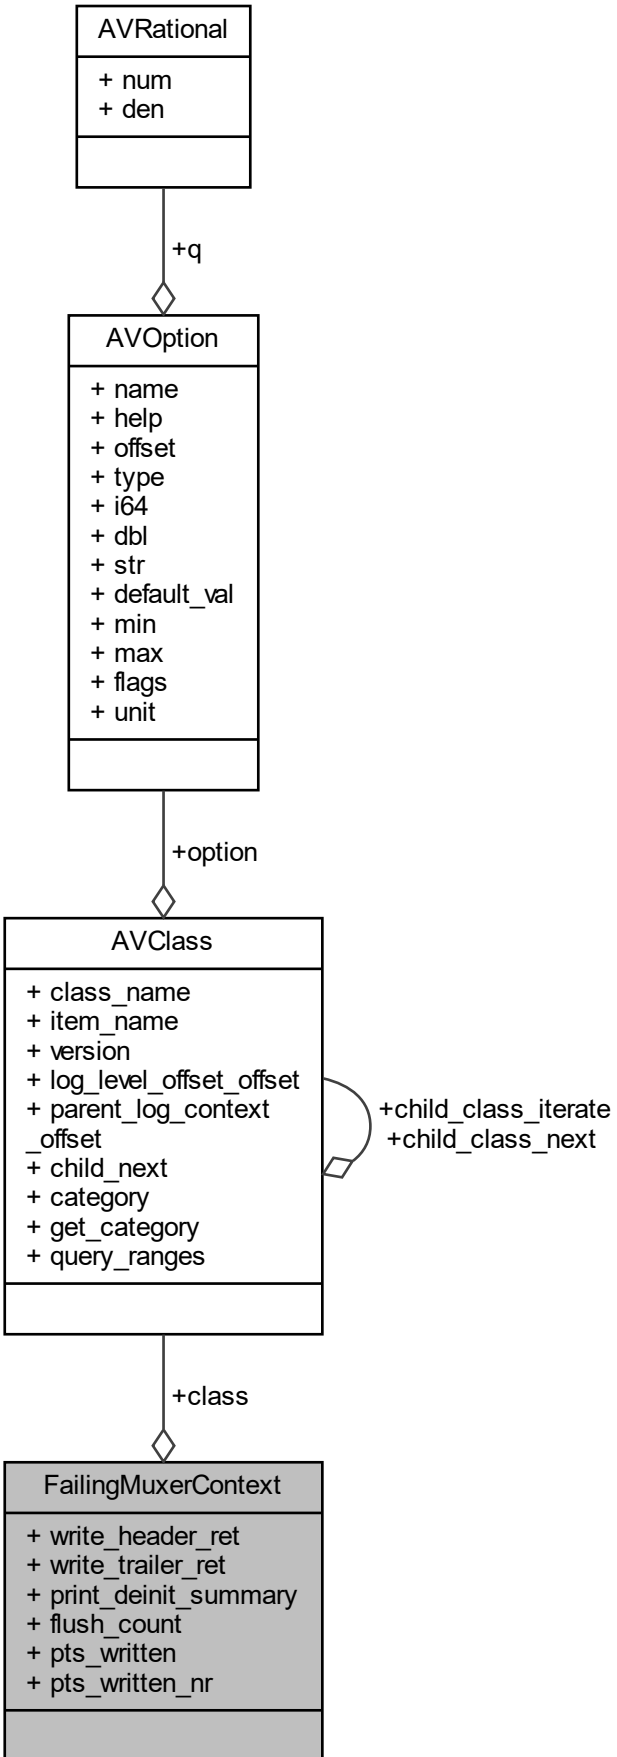 AVRational
+ num
+ den
+q
AVOption
+ name
+ help
+ offset
+ type
+ i64
+ dbl
+ str
+ default_val
+ min
+ max
+ flags
+ unit
+option
AVClass
+ class_name
+ item_name
+ version
+ log_level_offset_offset
+ parent_log_context
_offset
+ child_next
+ category
+ get_category
+ query_ranges
+child_class_iterate
+child_class_next
+class
FailingMuxerContext
+ write_header_ret
+ write_trailer_ret
+ print_deinit_summary
+ flush_count
+ pts_written
+ pts_written_nr